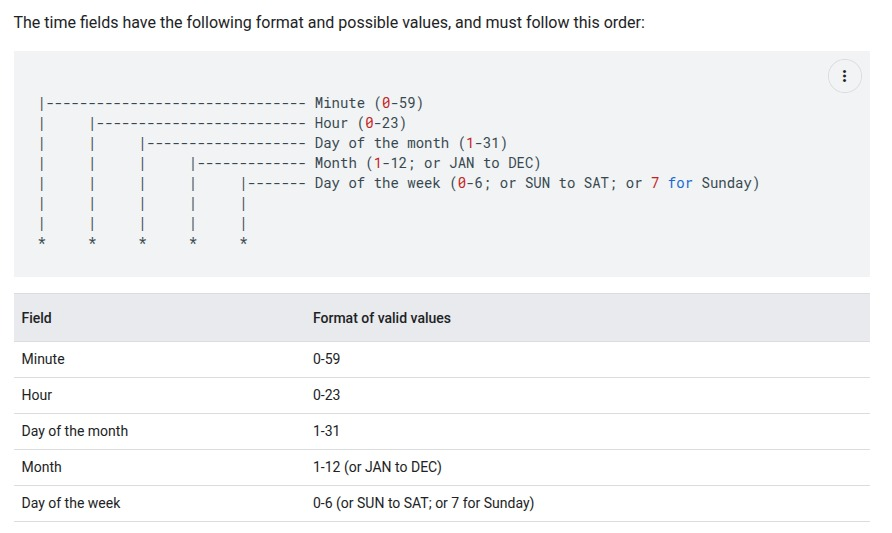 The time fields have the following format and possible values, and must follow this order:
|------------------------------- Minute (0-59)
|     |------------------------- Hour (0-23)
|     |     |------------------- Day of the month (1-31)
|     |     |     |------------- Month (1-12; or JAN to DEC)
|     |     |     |     |------- Day of the week (0-6; or SUN to SAT; or 7 for Sunday)
|     |     |     |     |
|     |     |     |     |
*     *     *     *     *
Field Format of valid values
Minute 0-59
Hour 0-23
Day of the month 1-31
Month 1-12 (or JAN to DEC)
Day of the week 0-6 (or SUN to SAT; or 7 for Sunday)